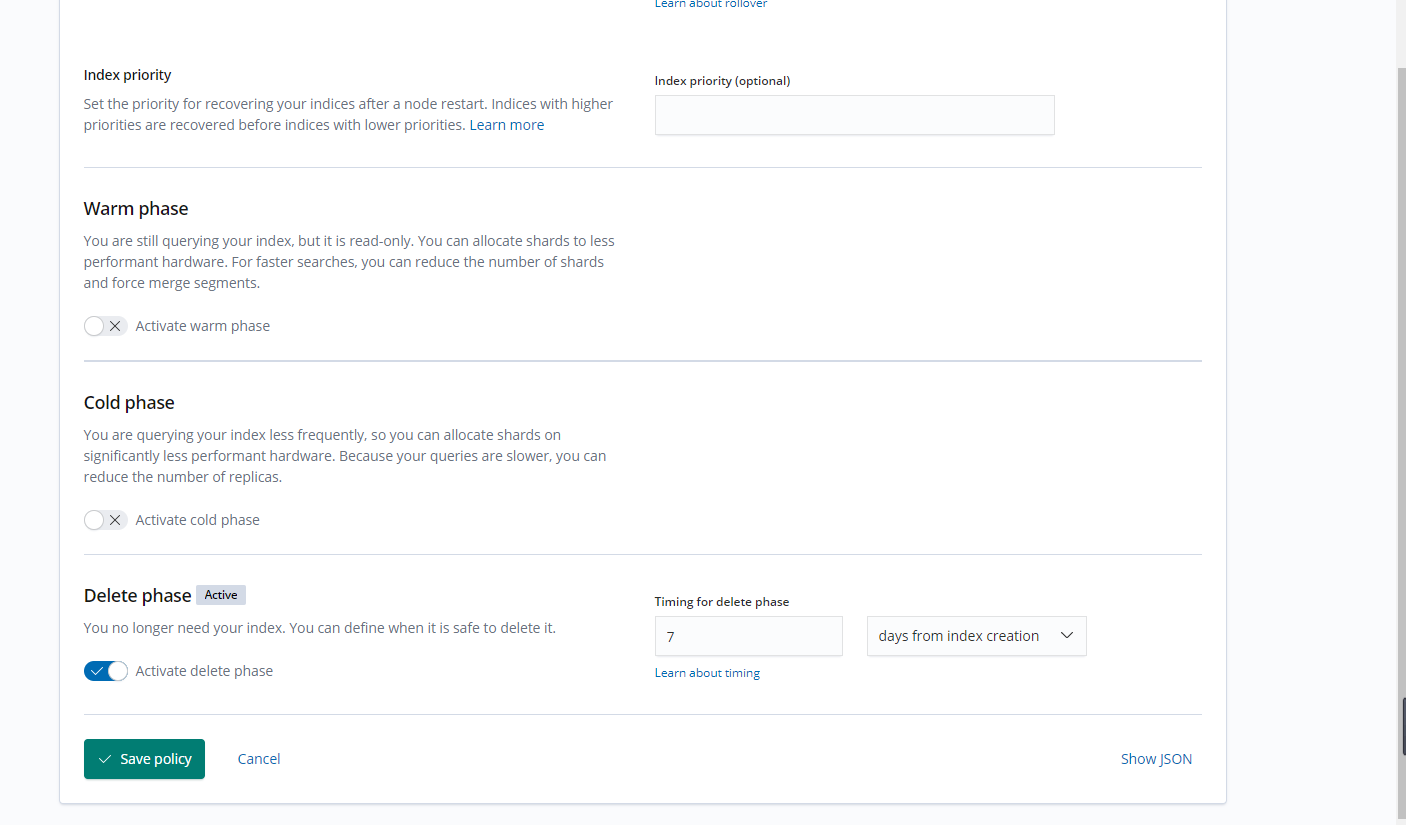 Learn about rollover
Index priority
Set the priority for recovering your indices after a node restart. Indices with higher
priorities are recovered before indices with lower priorities. Learn more
Index priority (optional)
Warm phase
You are still querying your index, but it is read-only. You can allocate shards to less
performant hardware. For faster searches, you can reduce the number of shards
and force merge segments.
Activate warm phase
Cold phase
You are querying your index less frequently, so you can allocate shards on
significantly less performant hardware. Because your queries are slower, you can
reduce the number of replicas.
Activate cold phase
Delete phase Active
You no longer need your index. You can define when it is safe to delete it.
Activate delete phase
Timing for delete phase
7 days from index creation
Learn about timing
Save policy Cancel Show JSON